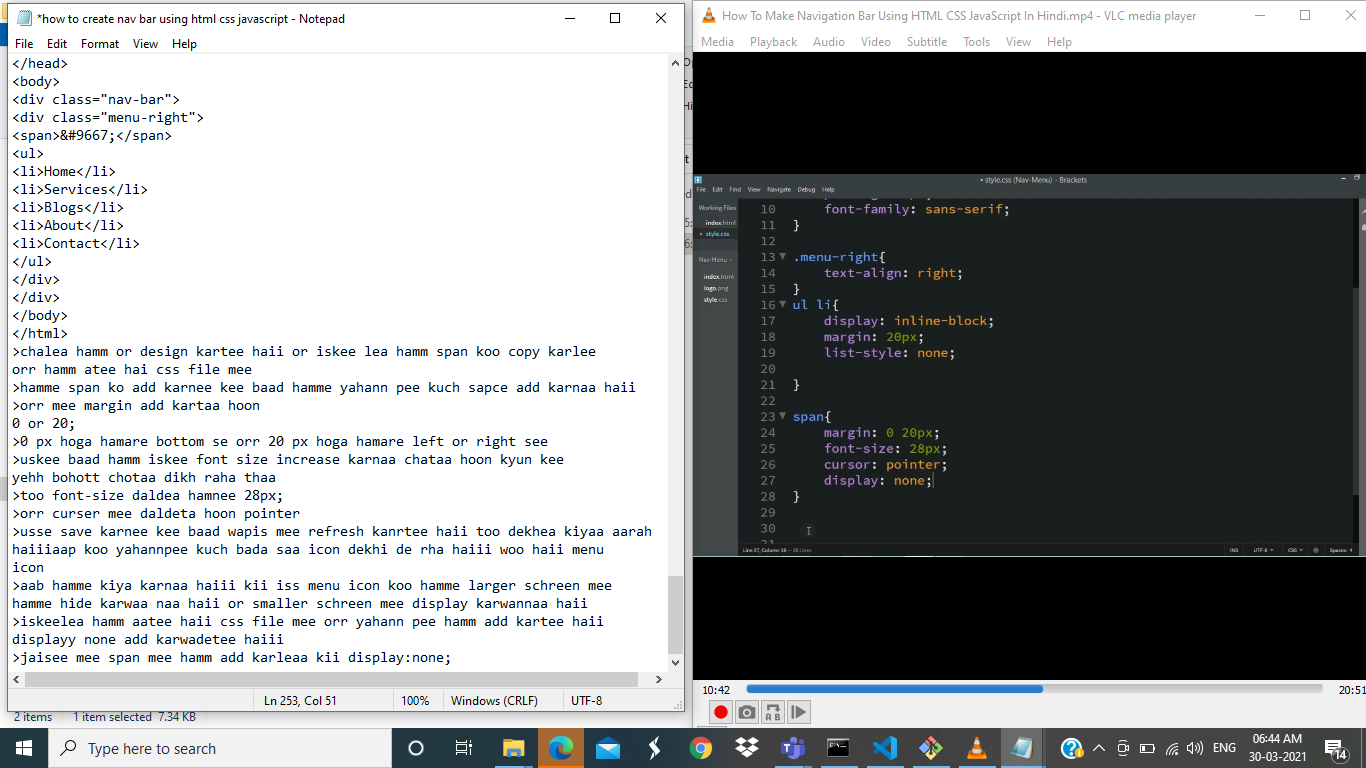 *how to create nav bar using html css javascript - Notepad
File Edit Format View Help
</head>
<body>
<div class="nav-bar">
<div class="menu-right">
<span>&#9667;</span>
<ul>
<li>Home</li>
<li>Services</li>
<li>Blogs</li>
<li>About</li>
<li>Contact</li>
</ul>
</div>
</div>
</body>
</html>
>chalea hamm or design kartee haii or iskee lea hamm span koo copy karlee
orr hamm atee hai css file mee
>hamme span ko add karnee kee baad hamme yahann pee kuch sapce add karnaa haii
>orr mee margin add kartaa hoon
0 or 20;
>0 px hoga hamare bottom se orr 20 px hoga hamare left or right see
>uskee baad hamm iskee font size increase karnaa chataa hoon kyun kee
yehh bohott chotaa dikh raha thaa
>too font-size daldea hamnee 28px;
>orr curser mee daldeta hoon pointer
>usse save karnee kee baad wapis mee refresh kanrtee haii too dekhea kiyaa aarah
haiiiaap koo yahannpee kuch bada saa icon dekhi de rha haiii woo haii menu
icon
>aab hamme kiya karnaa haiii kii iss menu icon koo hamme larger schreen mee
hamme hide karwaa naa haii or smaller schreen mee display karwannaa haii
>iskeelea hamm aatee haii css file mee orr yahann pee hamm add kartee haii
displayy none add karwadetee haiii
>jaisee mee span mee hamm add karleaa kii display:none;
Ln 253, Col 51 100% Windows (CRLF) UTF-8
2 items 1 item selected 7.34 KB
How To Make Navigation Bar Using HTML CSS JavaScript In Hindi.mp4 - VLC media player
Media Playback Audio Video Subtitle Tools View Help
• style.css (Nav-Menu) - Brackets
File Edit Find View Navigate Debug Help
Working Files
index.html
• style.css
Nav-Menu
index.html
logo.png
style.css
10 font-family: sans-serif;
11 }
12
13 .menu-right{
14 text-align: right;
15 }
16 ul li{
17 display: inline-block;
18 margin: 20px;
19 list-style: none;
20
21 }
22
23 span{
24 margin: 0 20px;
25 font-size: 28px;
26 cursor: pointer;
27 display: none;
28 }
29
30
31
Line 27, Column 19 — 35 Lines INS UTF-8 CSS Spaces: 4
10:42 20:51
Type here to search
ENG 06:44 AM
30-03-2021
14